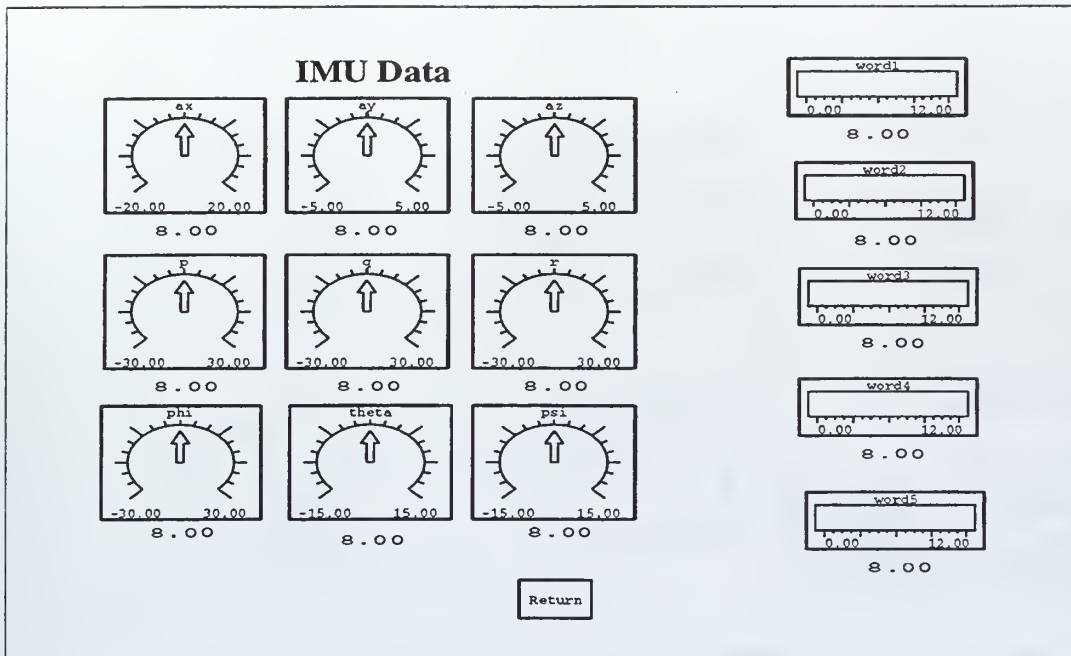 IMU Data
ax ay az
-20.00 20.00 -5.00 5.00 -5.00 5.00
8.00 8.00 8.00
p q r
-30.00 30.00 -30.00 30.00 -30.00 30.00
8.00 8.00 8.00
phi theta psi
-30.00 30.00 -15.00 15.00 -15.00 15.00
8.00 8.00 8.00
word1
0.00 12.00
8.00
word2
0.00 12.00
8.00
word3
0.00 12.00
8.00
word4
0.00 12.00
8.00
word5
0.00 12.00
8.00
Return